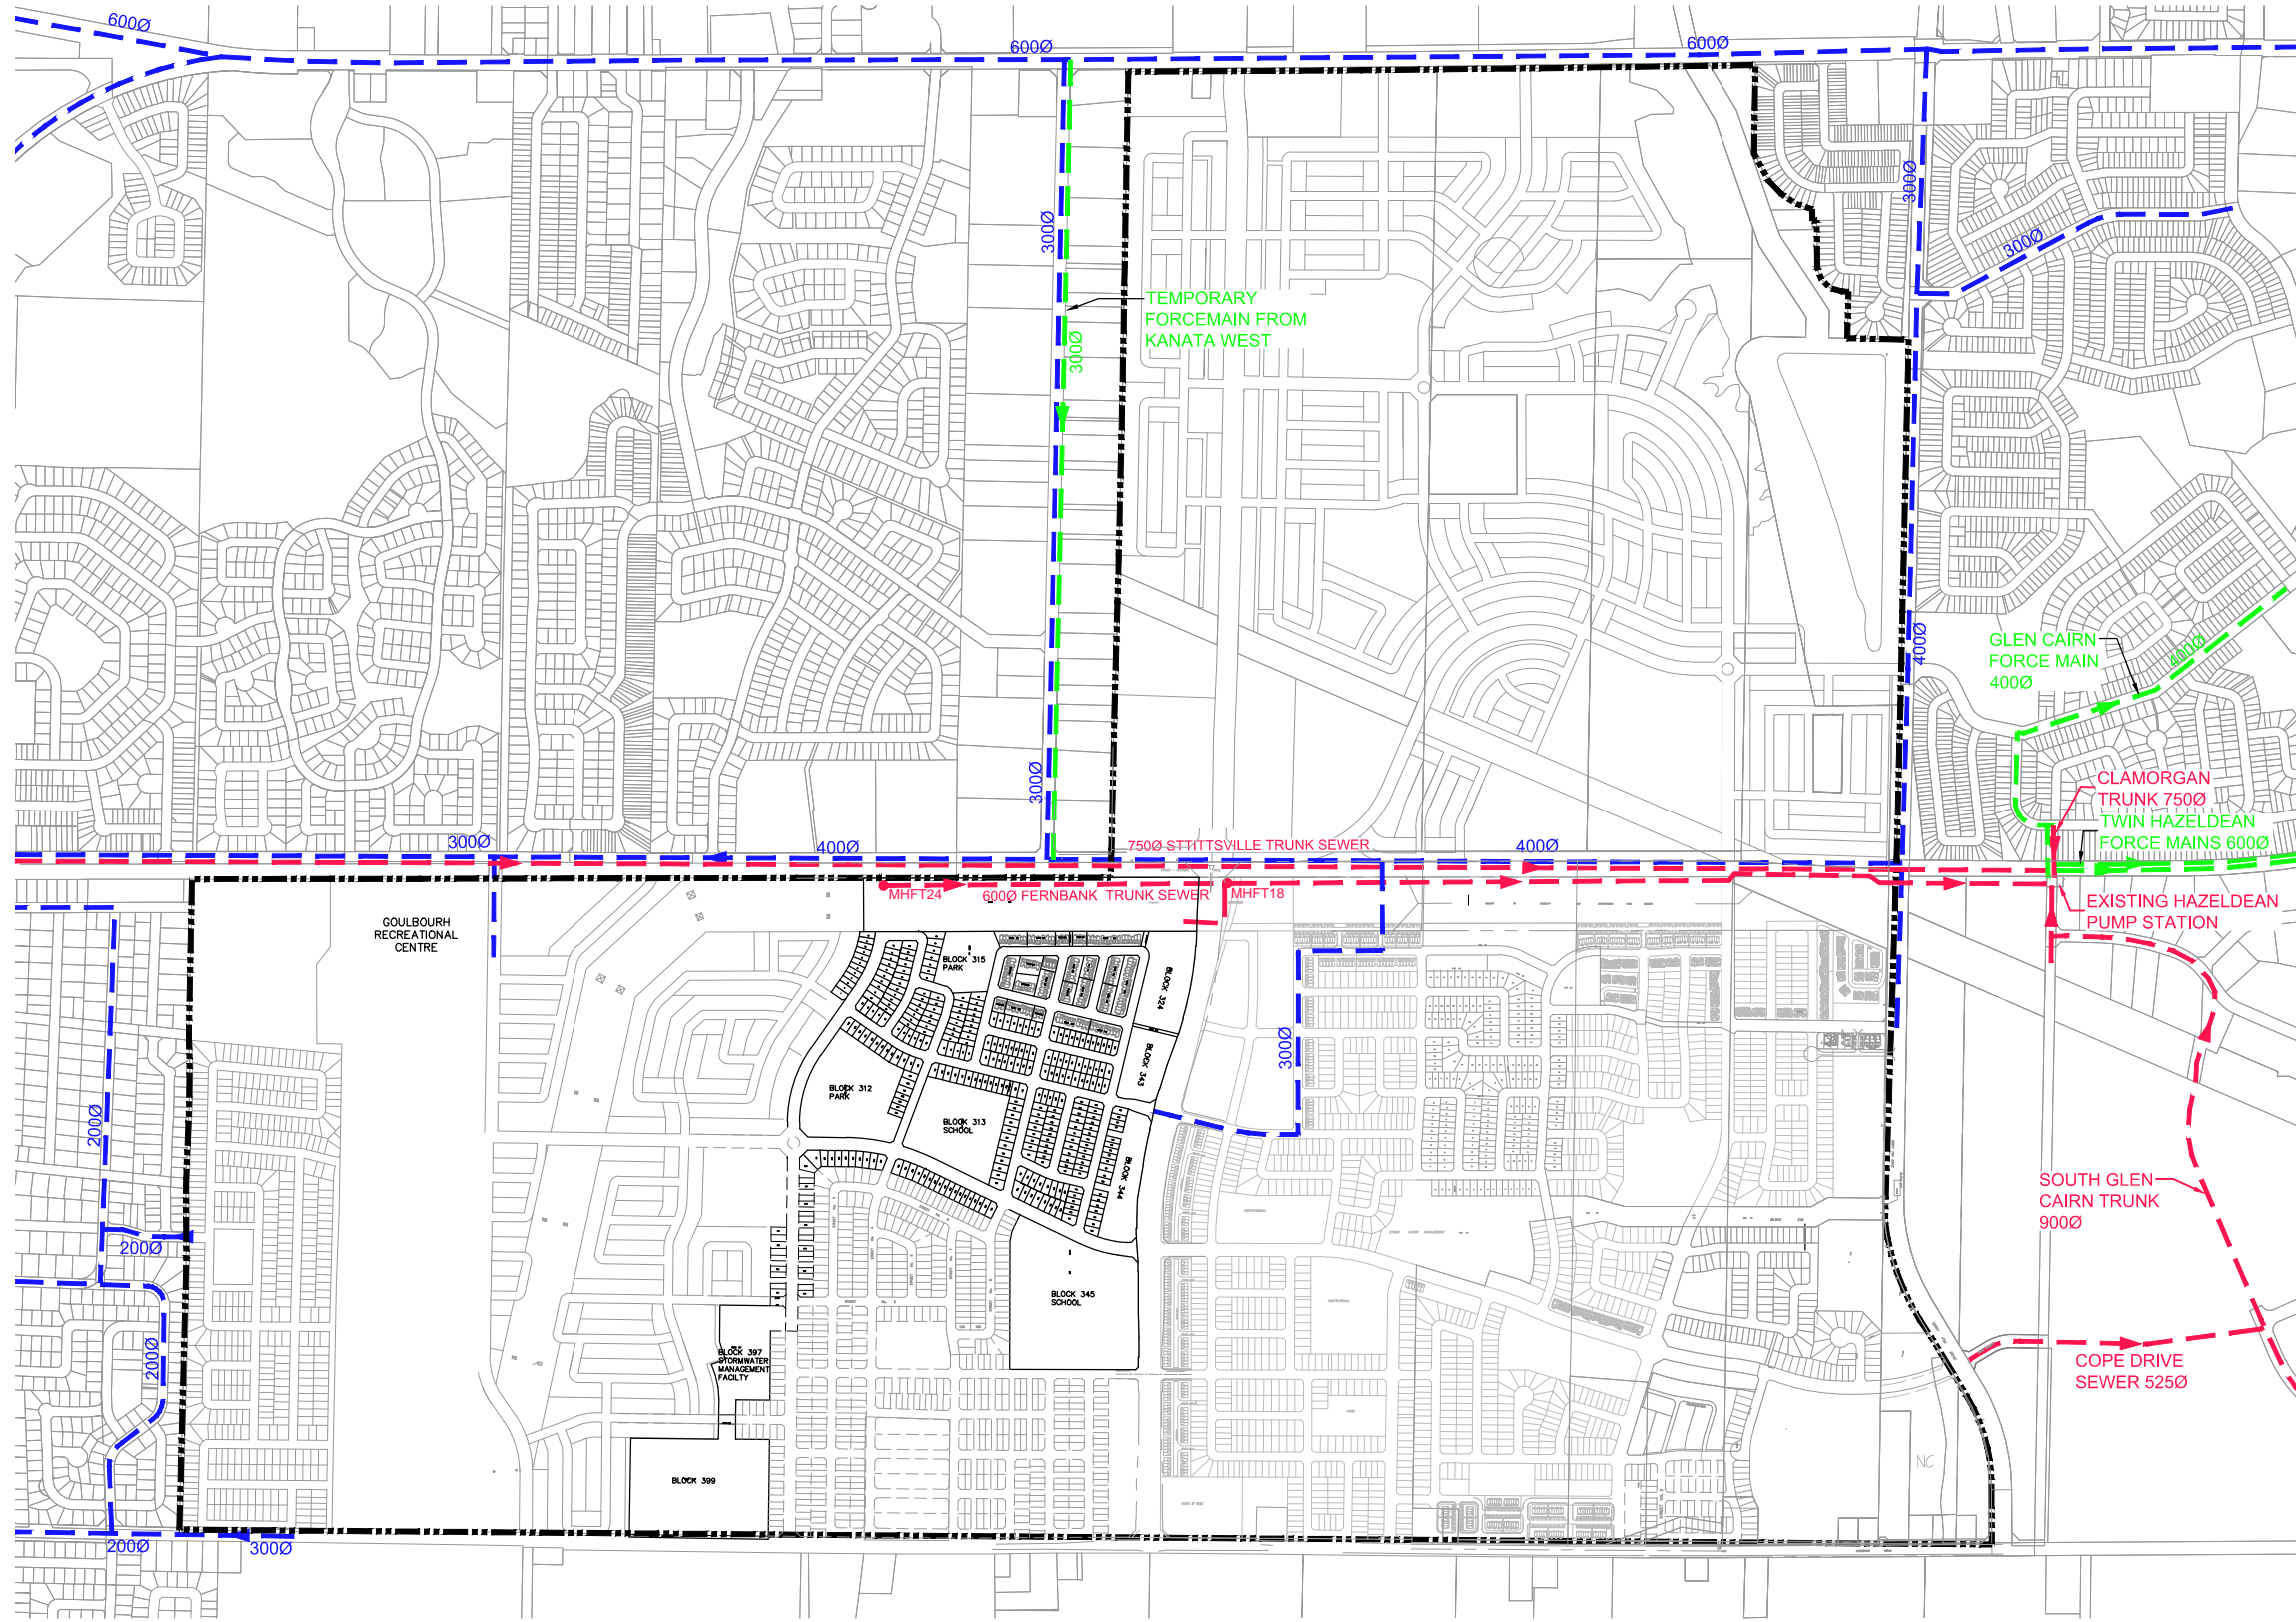 600Ø
600Ø
600Ø
300Ø
300Ø
300Ø
TEMPORARY
FORCEMAIN FROM
KANATA WEST
300Ø
400Ø
GLEN CAIRN
FORCE MAIN
400Ø
400Ø
300Ø
CLAMORGAN
TRUNK 750Ø
TWIN HAZELDEAN
FORCE MAINS 600Ø
300Ø
400Ø
750Ø STTITTSVILLE TRUNK SEWER
400Ø
MHFT24
600Ø FERNBANK TRUNK SEWER
MHFT18
EXISTING HAZELDEAN
PUMP STATION
GOULBOURH
RECREATIONAL
CENTRE
BLOCK 315
PARK
BLOCK 324
300Ø
BLOCK 343
BLOCK 312
PARK
BLOCK 313
SCHOOL
200Ø
BLOCK 344
SOUTH GLEN
CAIRN TRUNK
900Ø
200Ø
BLOCK 345
SCHOOL
200Ø
BLOCK 397
STORMWATER
MANAGEMENT
FACILTY
COPE DRIVE
SEWER 525Ø
BLOCK 399
NC
200Ø
300Ø